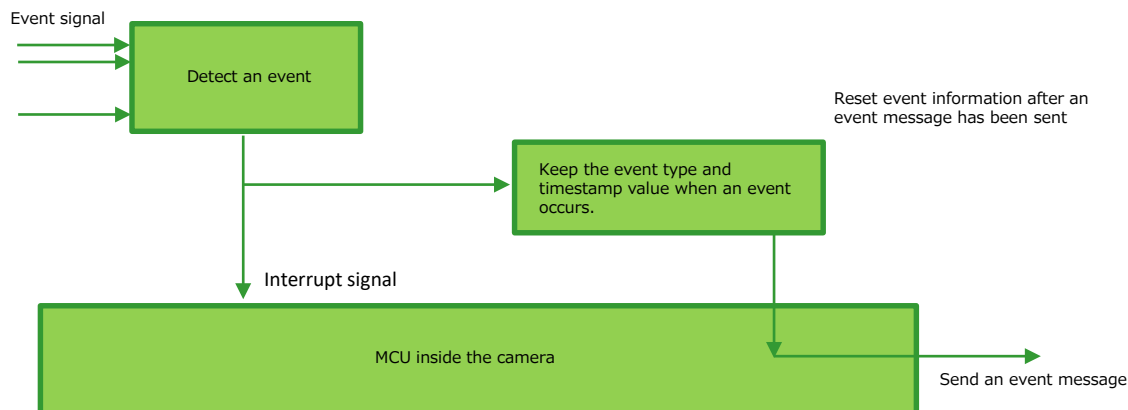 Event signal
Detect an event
Reset event information after an
event message has been sent
Keep the event type and
timestamp value when an event
occurs.
Interrupt signal
MCU inside the camera
Send an event message